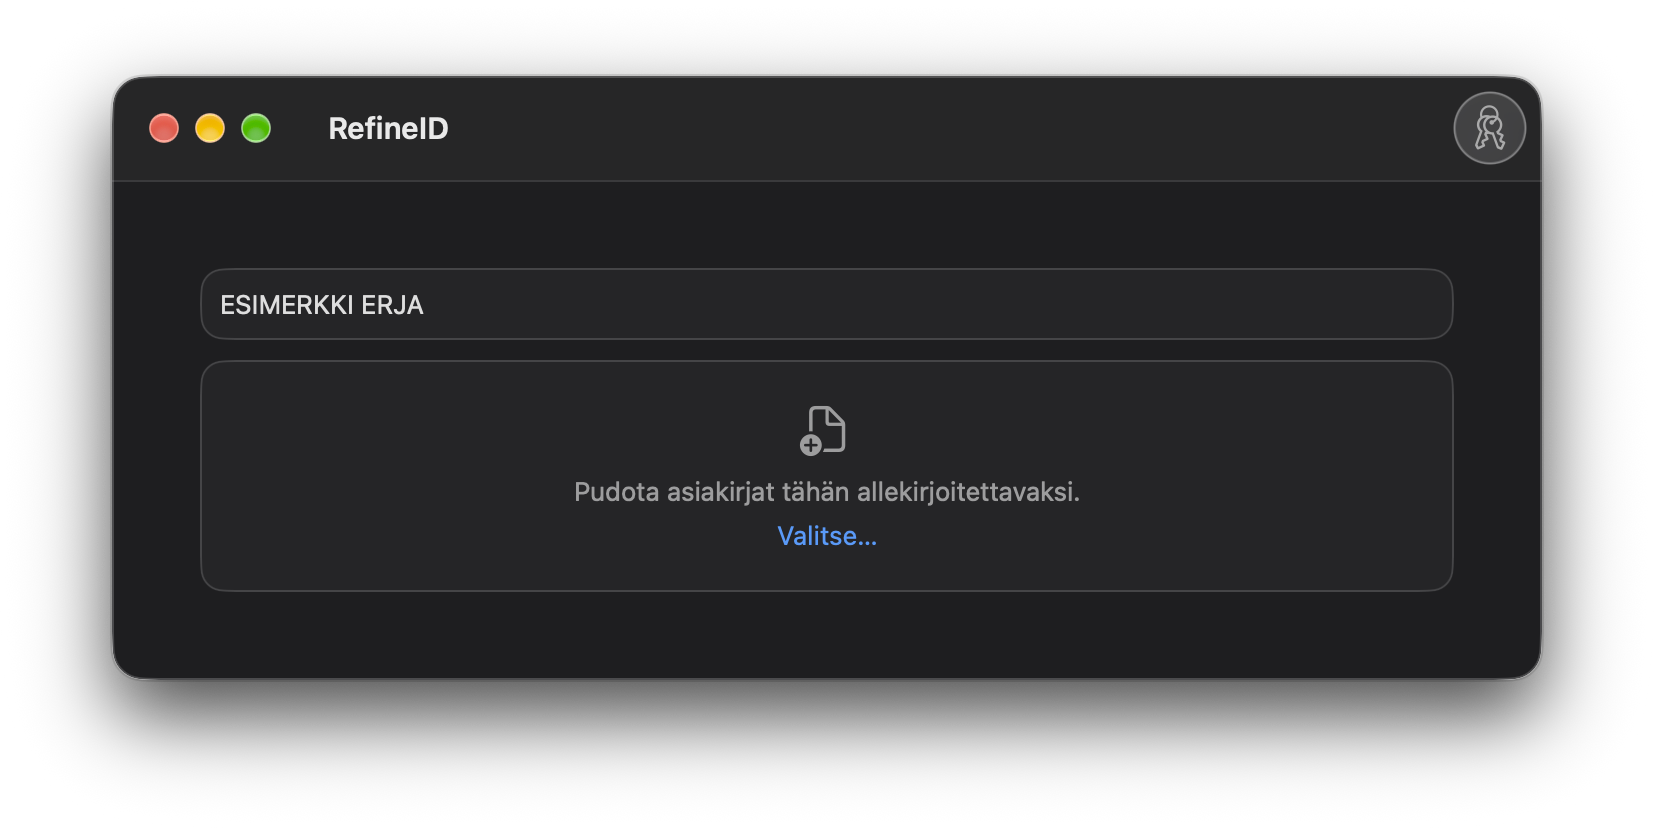 RefineID
ESIMERKKI ERJA
Pudota asiakirjat tähän allekirjoitettavaksi.
Valitse...